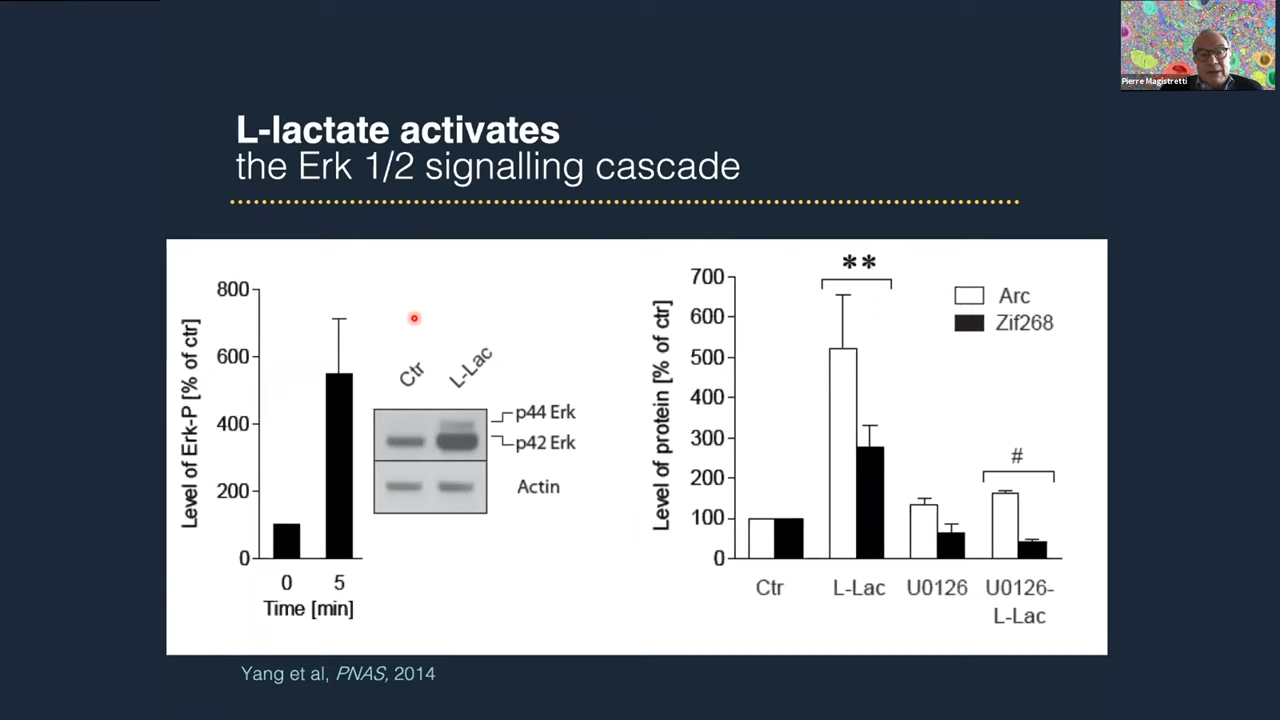 Pierre Magistretti
L-lactate activates
the Erk 1/2 signalling cascade
Level of Erk-P [% of ctr]
800
600
400
200
0
0 5
Time [min]
Ctr L-Lac
p44 Erk
p42 Erk
Actin
Level of protein [% of ctr]
700
600
500
400
300
200
100
0
**
#
Arc
Zif268
Ctr L-Lac U0126 U0126-
L-Lac
Yang et al, PNAS, 2014